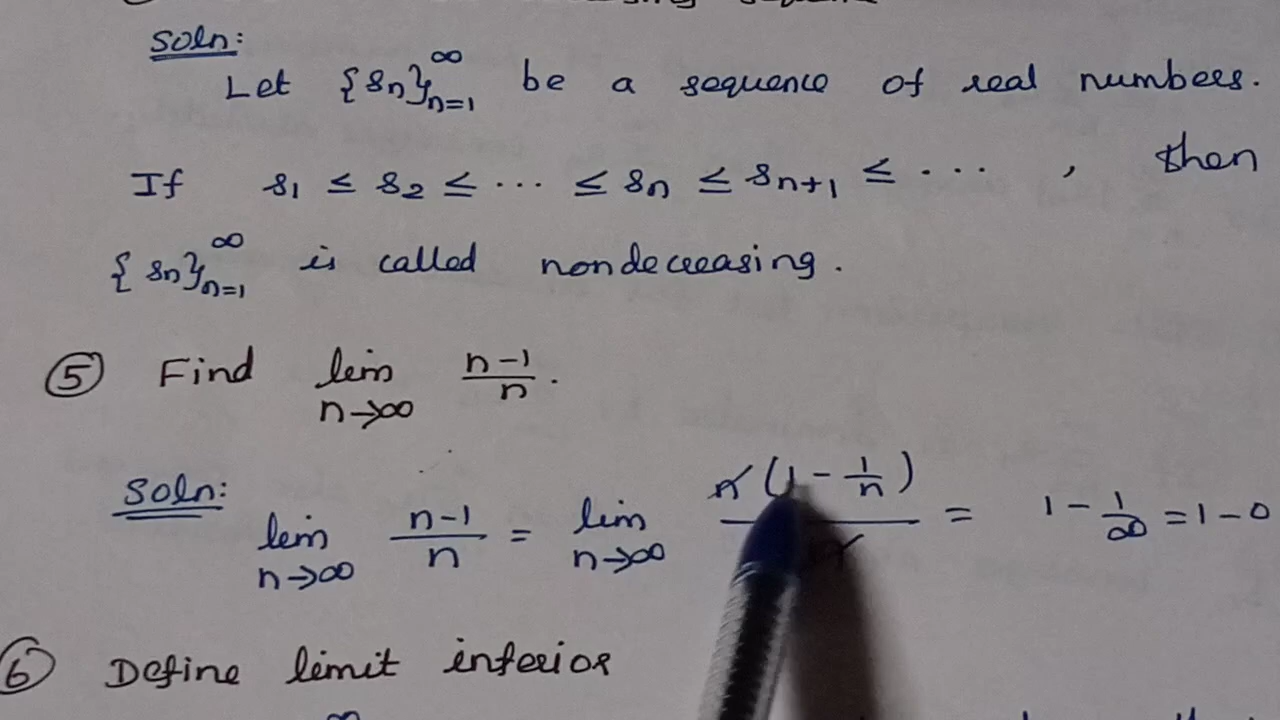 Soln:
Let {sn}∞n=1 be a sequence of real numbers.
If s1 ≤ s2 ≤ ... ≤ sn ≤ sn+1 ≤ ... , then
{sn}∞n=1 is called nondecreasing.
⑤ Find lim n→∞ n-1/n.
Soln:
lim n→∞ n-1/n = lim n→∞ n(1 - 1/n)/n = 1 - 1/∞ = 1 - 0
⑥ Define limit inferior